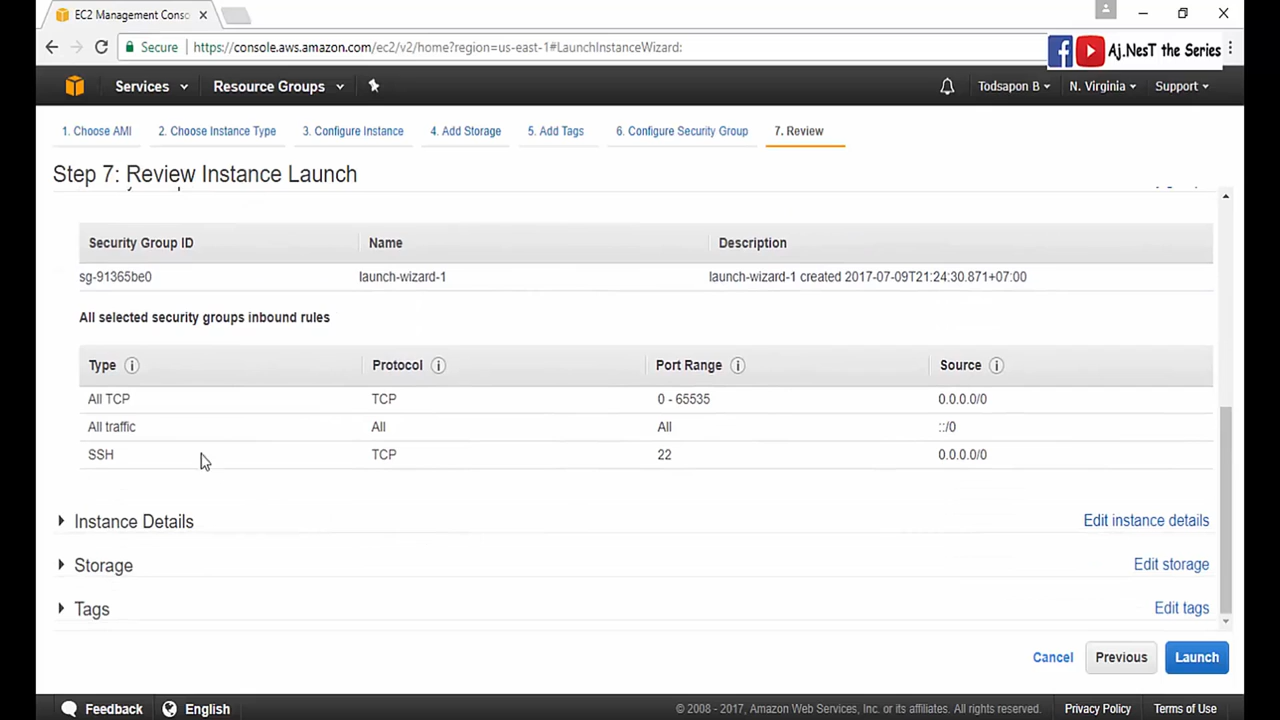 EC2 Management Conso
Secure https://console.aws.amazon.com/ec2/v2/home?region=us-east-1#LaunchInstanceWizard:
Aj.NesT the Series
Services Resource Groups Todsapon B N. Virginia Support
1. Choose AMI 2. Choose Instance Type 3. Configure Instance 4. Add Storage 5. Add Tags 6. Configure Security Group 7. Review
Step 7: Review Instance Launch
Security Group ID Name Description
sg-91365be0 launch-wizard-1 launch-wizard-1 created 2017-07-09T21:24:30.871+07:00
All selected security groups inbound rules
Type Protocol Port Range Source
All TCP TCP 0 - 65535 0.0.0.0/0
All traffic All All ::/0
SSH TCP 22 0.0.0.0/0
Instance Details Edit instance details
Storage Edit storage
Tags Edit tags
Cancel Previous Launch
Feedback English © 2008 - 2017, Amazon Web Services, Inc. or its affiliates. All rights reserved. Privacy Policy Terms of Use